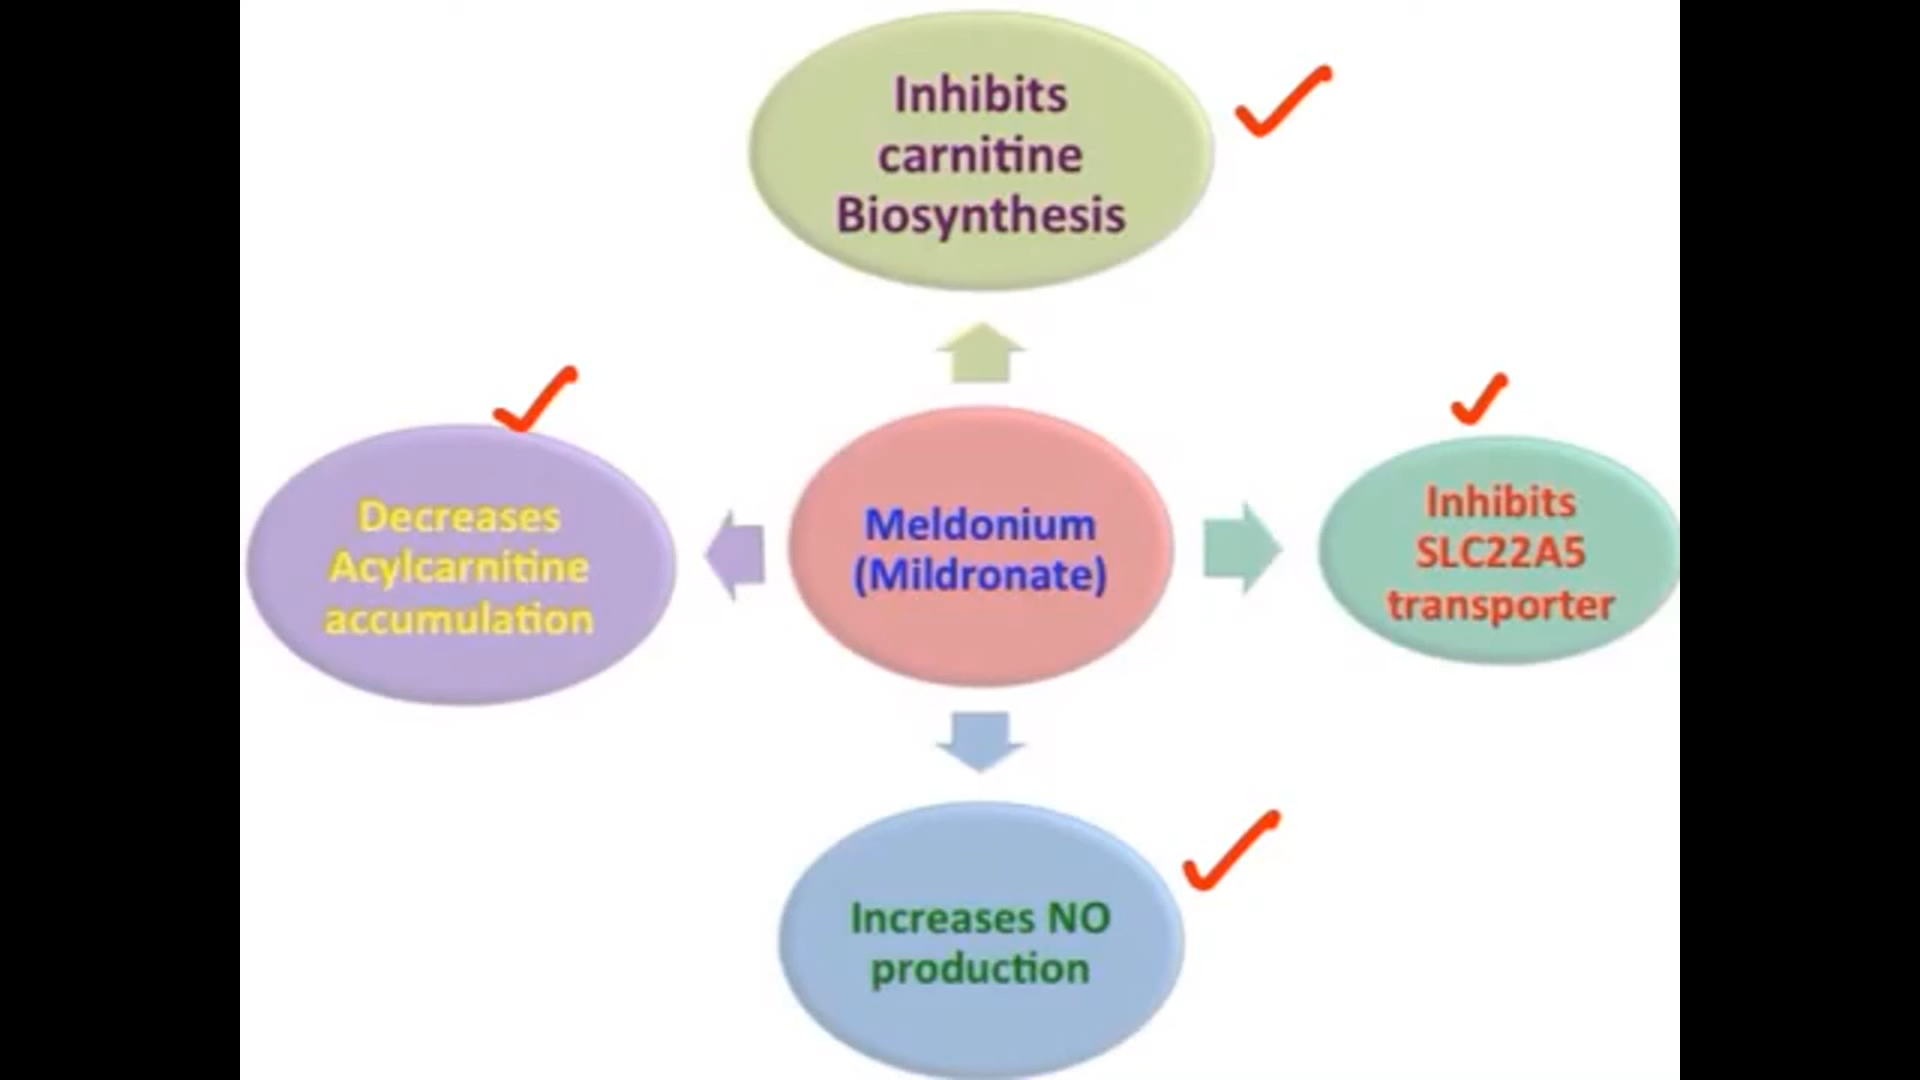 Inhibits
carnitine
Biosynthesis
Decreases
Acylcarnitine
accumulation
Meldonium
(Mildronate)
Inhibits
SLC22A5
transporter
Increases NO
production